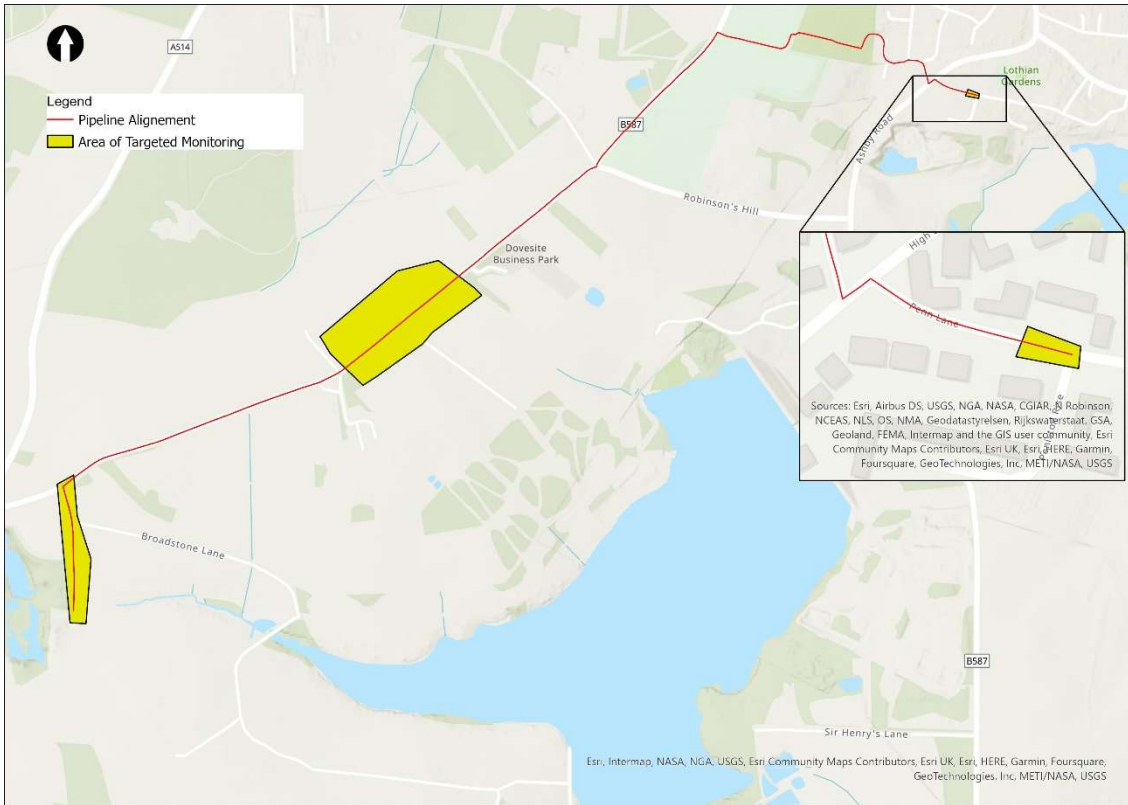 A514
Legend
Pipeline Alignement
Area of Targeted Monitoring
B587
Lothian
Gardens
Ashby Road
Robinson's Hill
Dovesite
Business Park
High
Penn Lane
Sources: Esri, Airbus DS, USGS, NGA, NASA, CGIAR, N Robinson,
NCEAS, NLS, OS, NMA, Geodatastyrelsen, Rijkswaterstaat, GSA,
Geoland, FEMA, Intermap and the GIS user community, Esri
Community Maps Contributors, Esri UK, Esri, HERE, Garmin,
Foursquare, GeoTechnologies, Inc, METI/NASA, USGS
Broadstone Lane
B587
Sir Henry's Lane
Esri, Intermap, NASA, NGA, USGS, Esri Community Maps Contributors, Esri UK, Esri, HERE, Garmin, Foursquare,
GeoTechnologies, Inc, METI/NASA, USGS